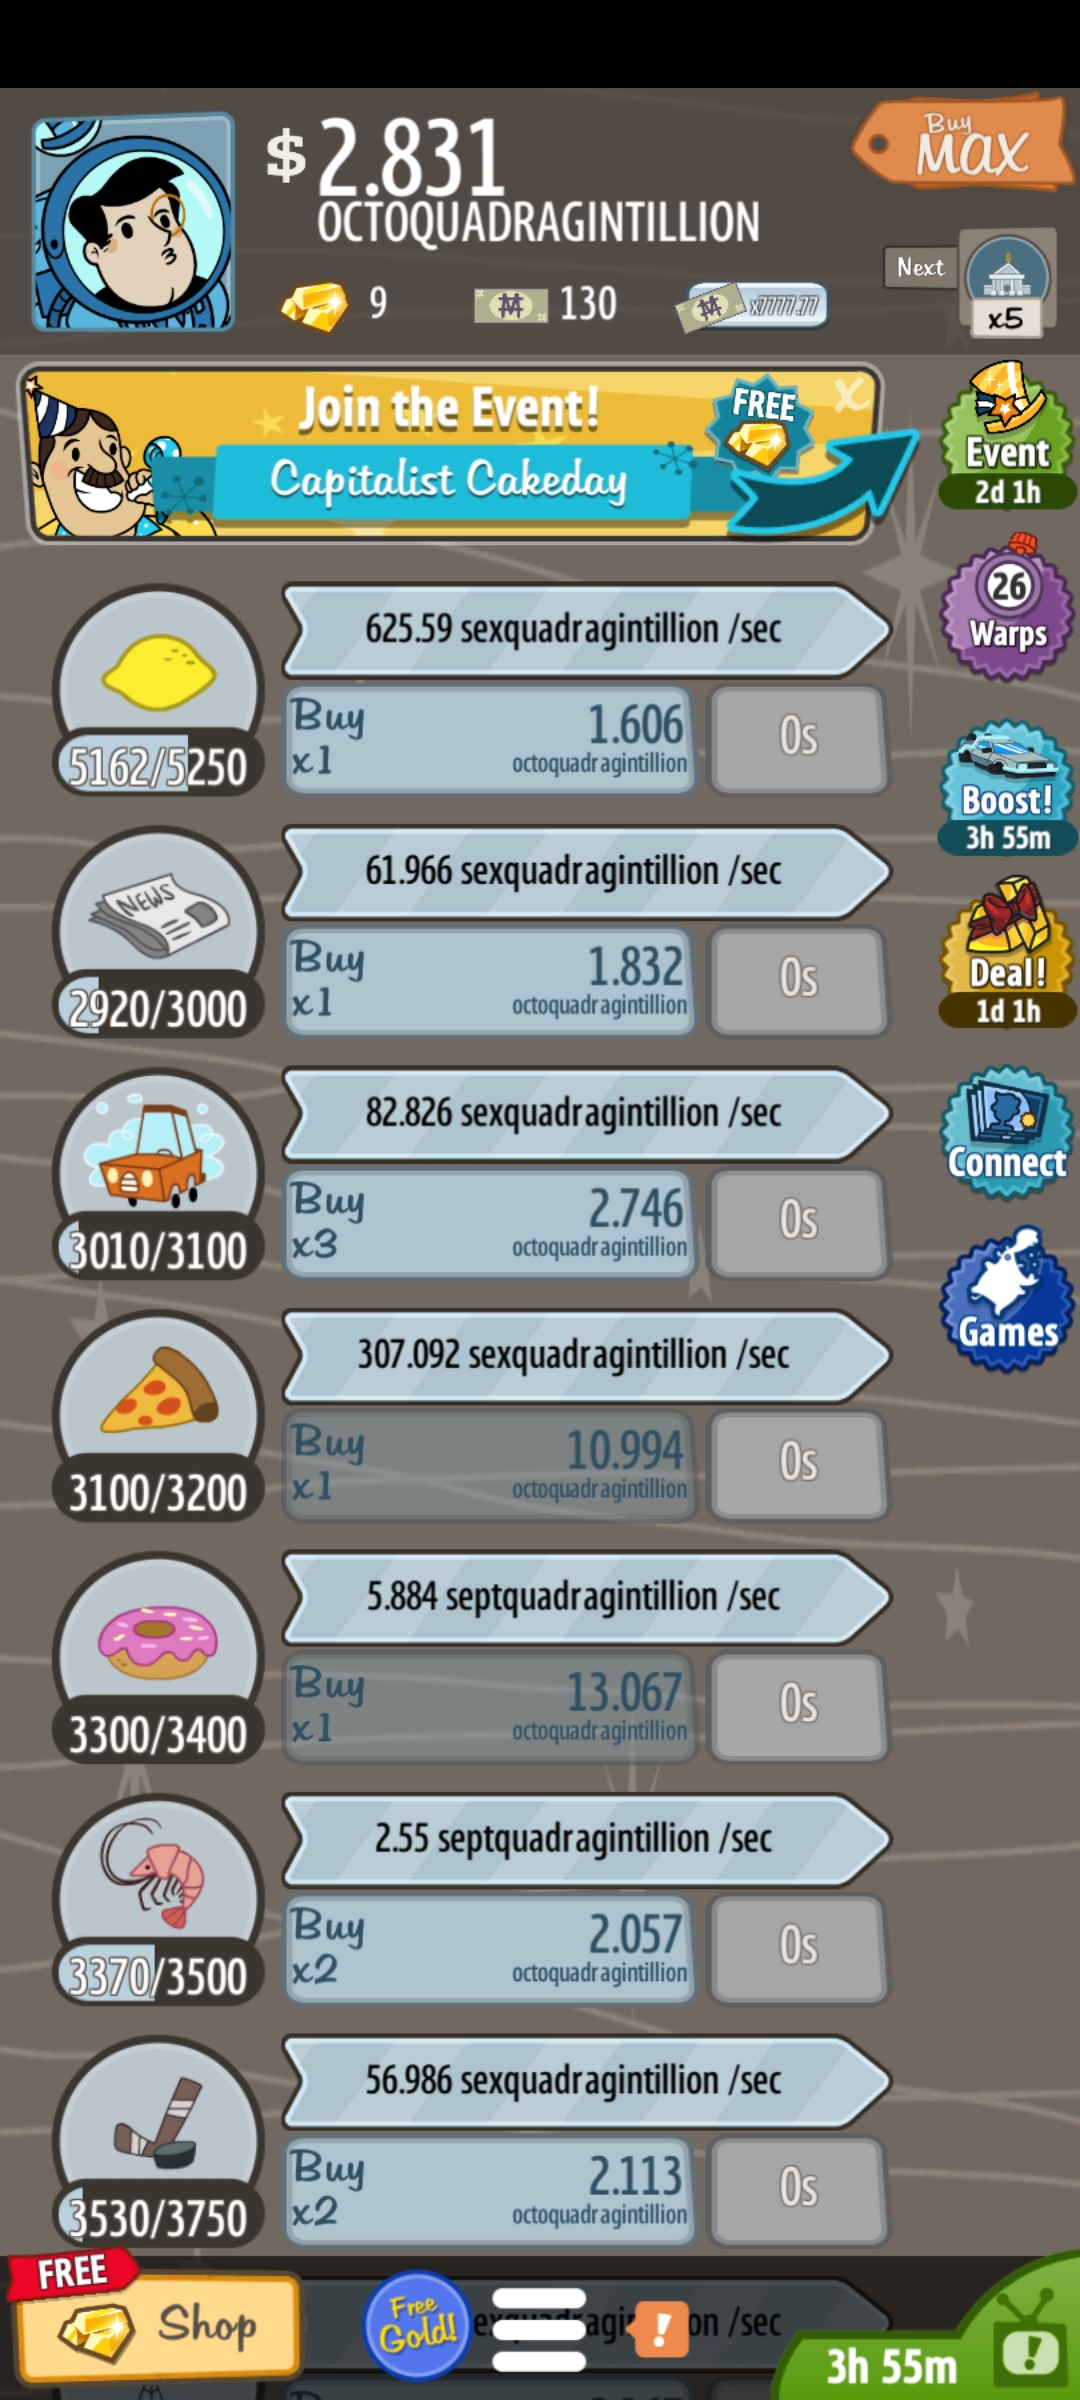 $ 2.831
OCTOQUADRAGINTILLION
Buy
MAX
9
130
x7777.77
Next
x5
Join the Event!
Capitalist Cakeday
FREE
X
Event
2d 1h
26
Warps
Boost!
3h 55m
Deal!
1d 1h
Connect
Games
625.59 sexquadragintillion /sec
5162/5250
Buy 1.606
x1 octoquadragintillion
0s
NEWS
61.966 sexquadragintillion /sec
2920/3000
Buy 1.832
x1 octoquadragintillion
0s
82.826 sexquadragintillion /sec
3010/3100
Buy 2.746
x3 octoquadragintillion
0s
307.092 sexquadragintillion /sec
3100/3200
Buy 10.994
x1 octoquadragintillion
0s
5.884 septquadragintillion /sec
3300/3400
Buy 13.067
x1 octoquadragintillion
0s
2.55 septquadragintillion /sec
3370/3500
Buy 2.057
x2 octoquadragintillion
0s
56.986 sexquadragintillion /sec
3530/3750
Buy 2.113
x2 octoquadragintillion
0s
FREE
Shop
Free
Gold!
!
/sec
3h 55m
!
Buy